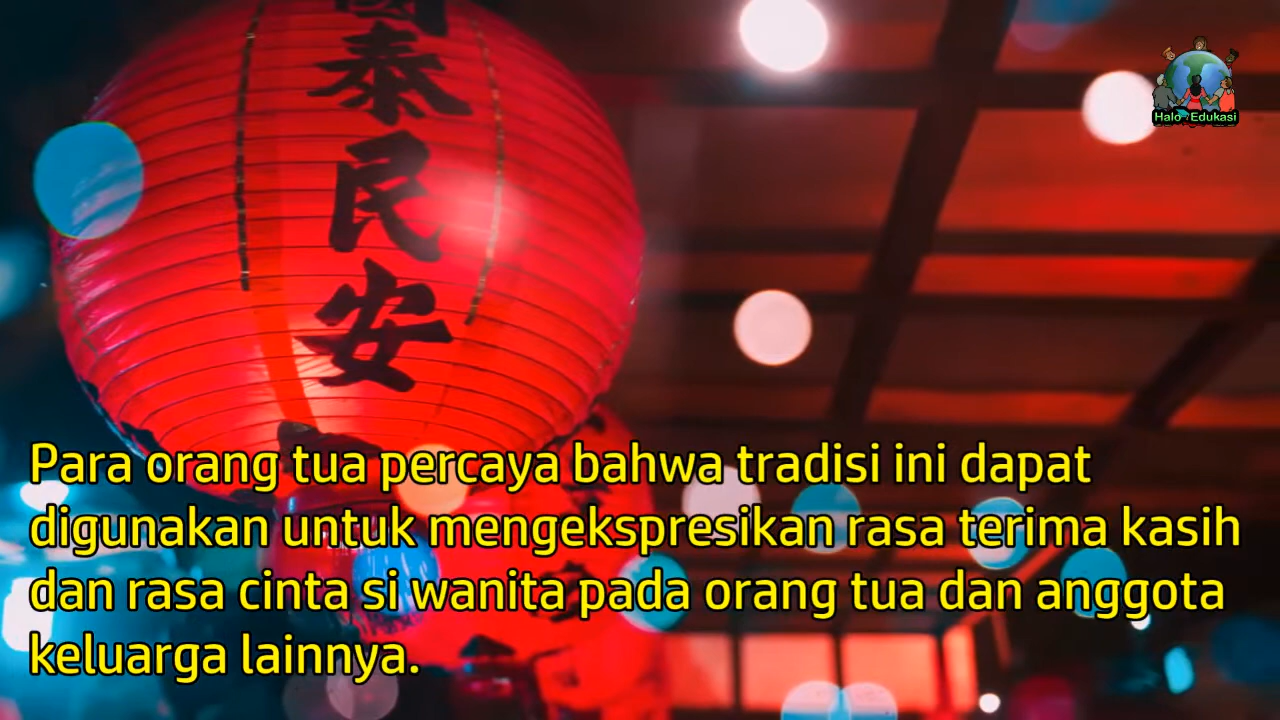 國泰民安
Halo Edukasi
Para orang tua percaya bahwa tradisi ini dapat
digunakan untuk mengekspresikan rasa terima kasih
dan rasa cinta si wanita pada orang tua dan anggota
keluarga lainnya.